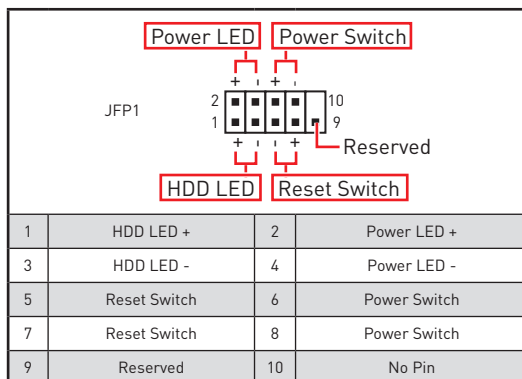 Power LED Power Switch
+ - + -
JFP1
2 10
1 9
+ - - +
Reserved
HDD LED Reset Switch
1 HDD LED + 2 Power LED +
3 HDD LED - 4 Power LED -
5 Reset Switch 6 Power Switch
7 Reset Switch 8 Power Switch
9 Reserved 10 No Pin